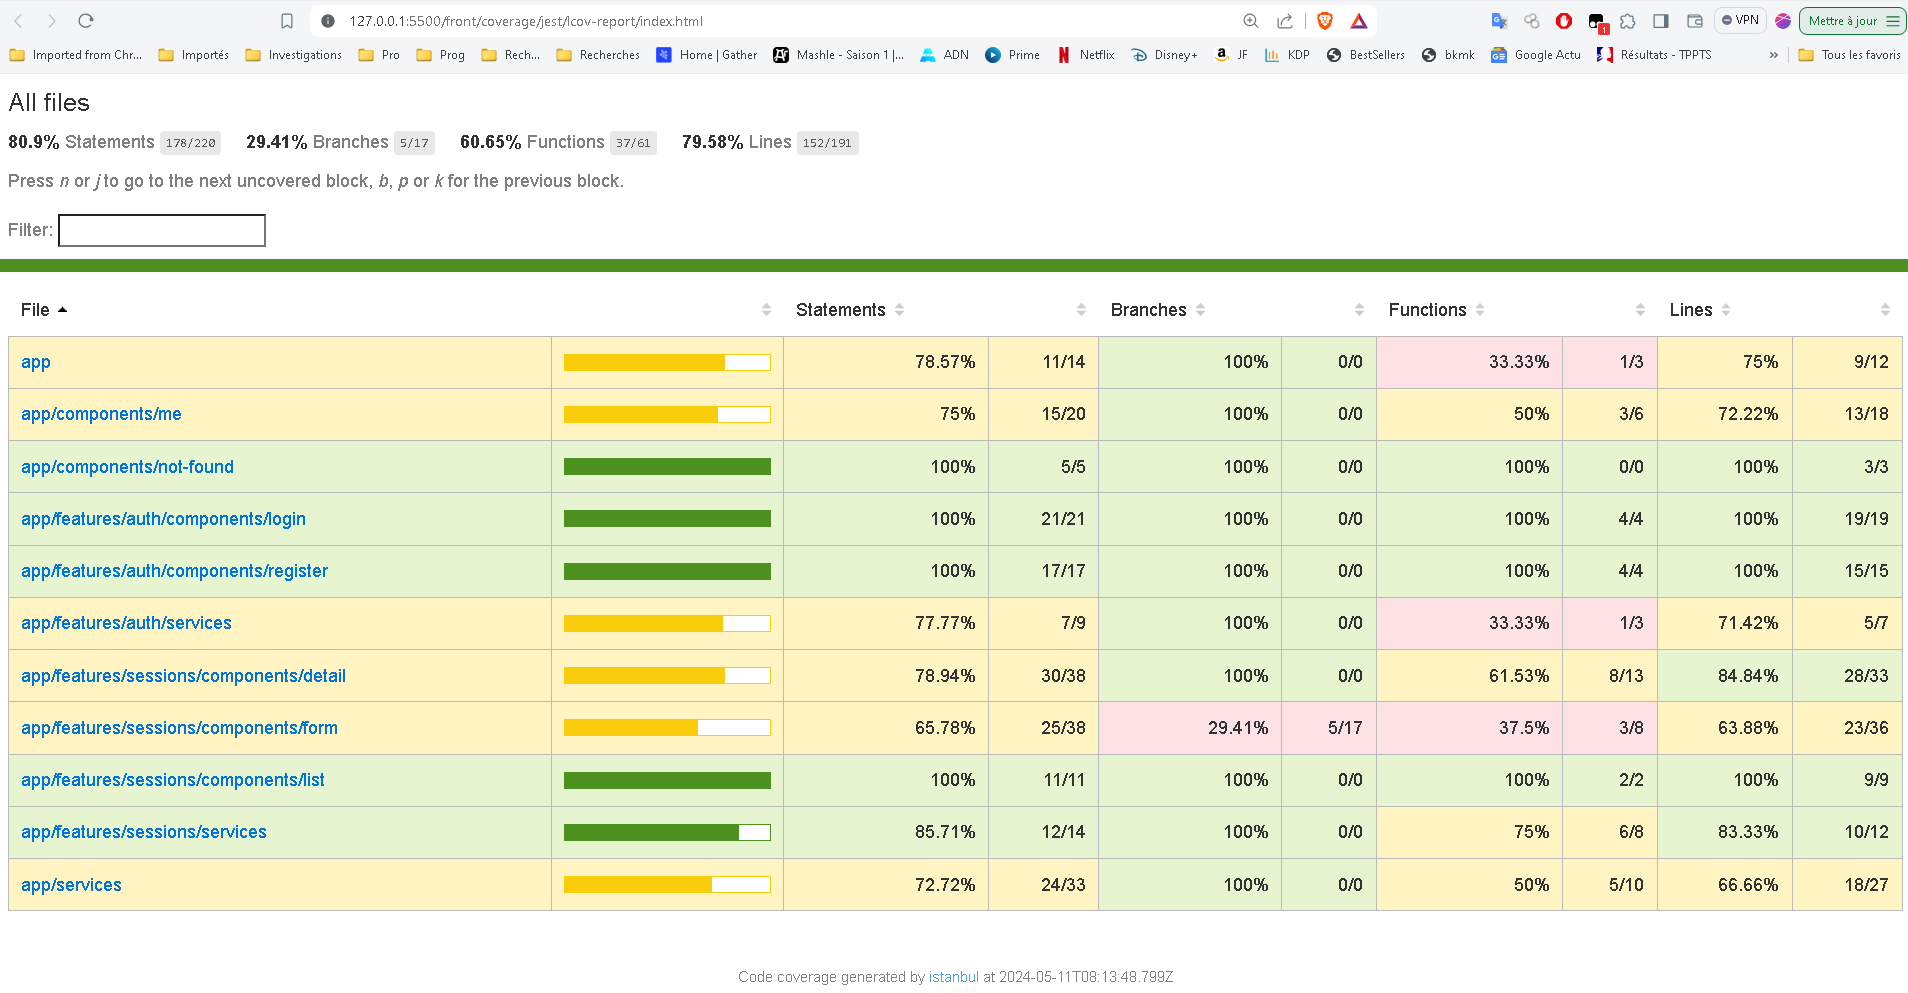 127.0.0.1:5500/front/coverage/jest/lcov-report/index.html
1
VPN
Mettre à jour
Imported from Chr... Importés Investigations Pro Prog Rech... Recherches Home | Gather Mashle - Saison 1 |... ADN Prime Netflix Disney+ JF KDP BestSellers bkmk Google Actu Résultats - TPPTS » Tous les favoris
All files
80.9% Statements 178/220 29.41% Branches 5/17 60.65% Functions 37/61 79.58% Lines 152/191
Press n or j to go to the next uncovered block, b, p or k for the previous block.
Filter:
File Statements Branches Functions Lines
app 78.57% 11/14 100% 0/0 33.33% 1/3 75% 9/12
app/components/me 75% 15/20 100% 0/0 50% 3/6 72.22% 13/18
app/components/not-found 100% 5/5 100% 0/0 100% 0/0 100% 3/3
app/features/auth/components/login 100% 21/21 100% 0/0 100% 4/4 100% 19/19
app/features/auth/components/register 100% 17/17 100% 0/0 100% 4/4 100% 15/15
app/features/auth/services 77.77% 7/9 100% 0/0 33.33% 1/3 71.42% 5/7
app/features/sessions/components/detail 78.94% 30/38 100% 0/0 61.53% 8/13 84.84% 28/33
app/features/sessions/components/form 65.78% 25/38 29.41% 5/17 37.5% 3/8 63.88% 23/36
app/features/sessions/components/list 100% 11/11 100% 0/0 100% 2/2 100% 9/9
app/features/sessions/services 85.71% 12/14 100% 0/0 75% 6/8 83.33% 10/12
app/services 72.72% 24/33 100% 0/0 50% 5/10 66.66% 18/27
Code coverage generated by istanbul at 2024-05-11T08:13:48.799Z